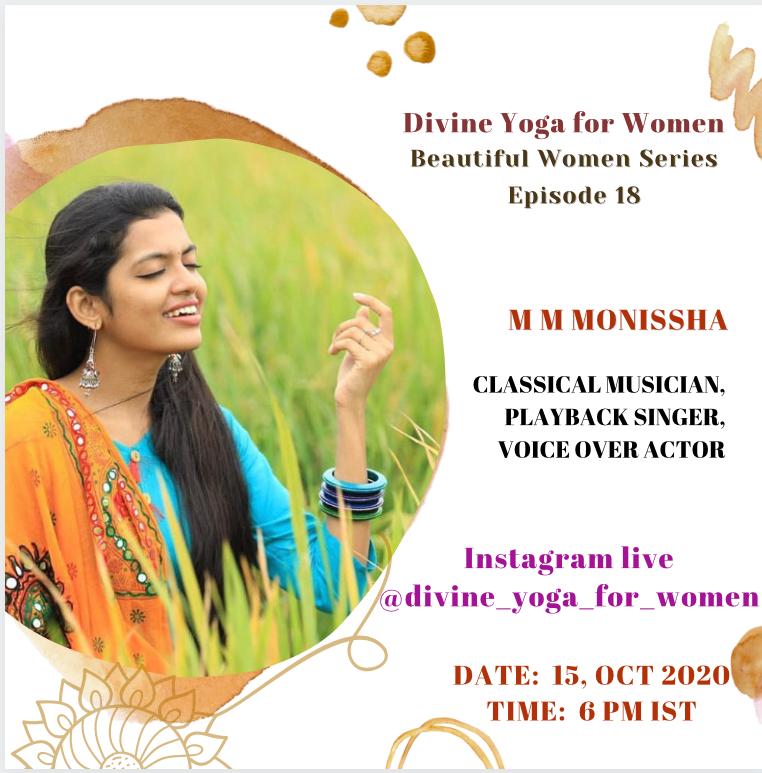 Divine Yoga for Women
Beautiful Women Series
Episode 18
M M MONISSHA
CLASSICAL MUSICIAN,
PLAYBACK SINGER,
VOICE OVER ACTOR
Instagram live
@divine_yoga_for_women
DATE: 15, OCT 2020
TIME: 6 PM IST